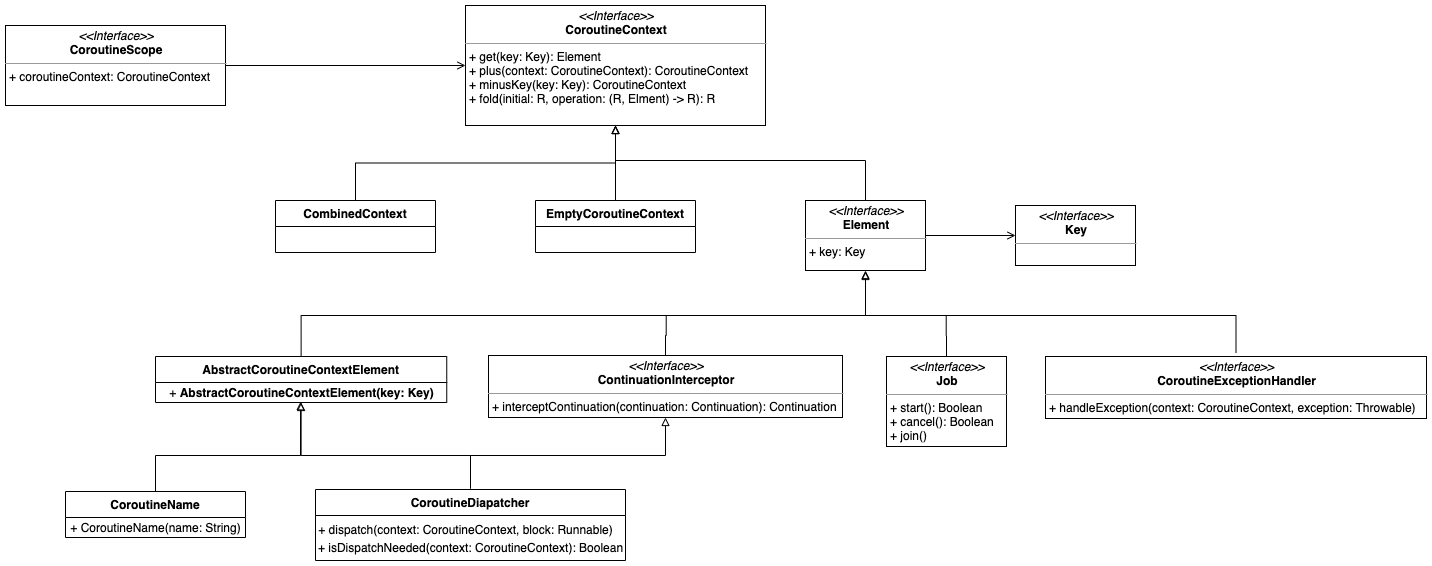 <<Interface>>
CoroutineScope
+ coroutineContext: CoroutineContext
<<Interface>>
CoroutineContext
+ get(key: Key): Element
+ plus(context: CoroutineContext): CoroutineContext
+ minusKey(key: Key): CoroutineContext
+ fold(initial: R, operation: (R, Elment) -> R): R
CombinedContext
EmptyCoroutineContext
<<Interface>>
Element
+ key: Key
<<Interface>>
Key
AbstractCoroutineContextElement
+ AbstractCoroutineContextElement(key: Key)
<<Interface>>
ContinuationInterceptor
+ interceptContinuation(continuation: Continuation): Continuation
<<Interface>>
Job
+ start(): Boolean
+ cancel(): Boolean
+ join()
<<Interface>>
CoroutineExceptionHandler
+ handleException(context: CoroutineContext, exception: Throwable)
CoroutineName
+ CoroutineName(name: String)
CoroutineDiapatcher
+ dispatch(context: CoroutineContext, block: Runnable)
+ isDispatchNeeded(context: CoroutineContext): Boolean